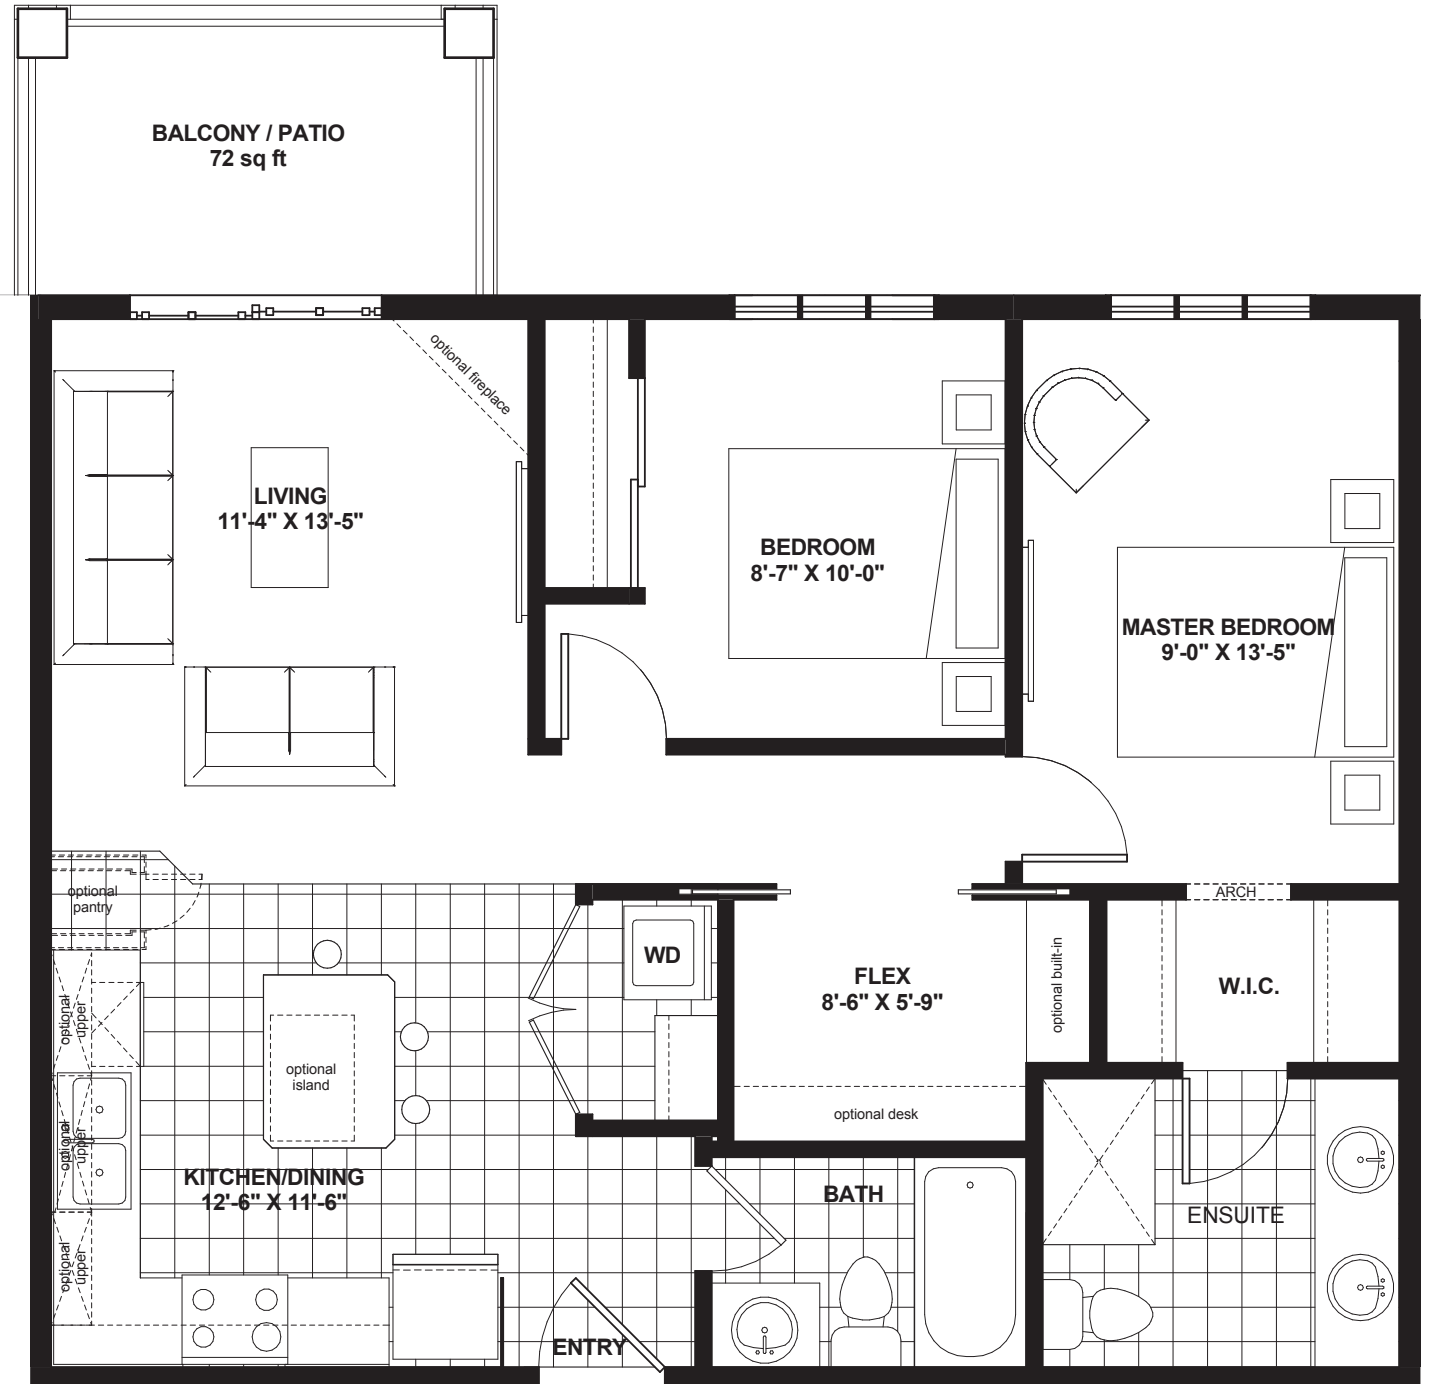 BALCONY / PATIO
72 sq ft
optional fireplace
LIVING
11'-4" X 13'-5"
BEDROOM
8'-7" X 10'-0"
MASTER BEDROOM
9'-0" X 13'-5"
optional
pantry
ARCH
WD
FLEX
8'-6" X 5'-9"
optional built-in
W.I.C.
optional
upper
optional
island
optional desk
optional
upper
KITCHEN/DINING
12'-6" X 11'-6"
BATH
ENSUITE
optional
upper
ENTRY